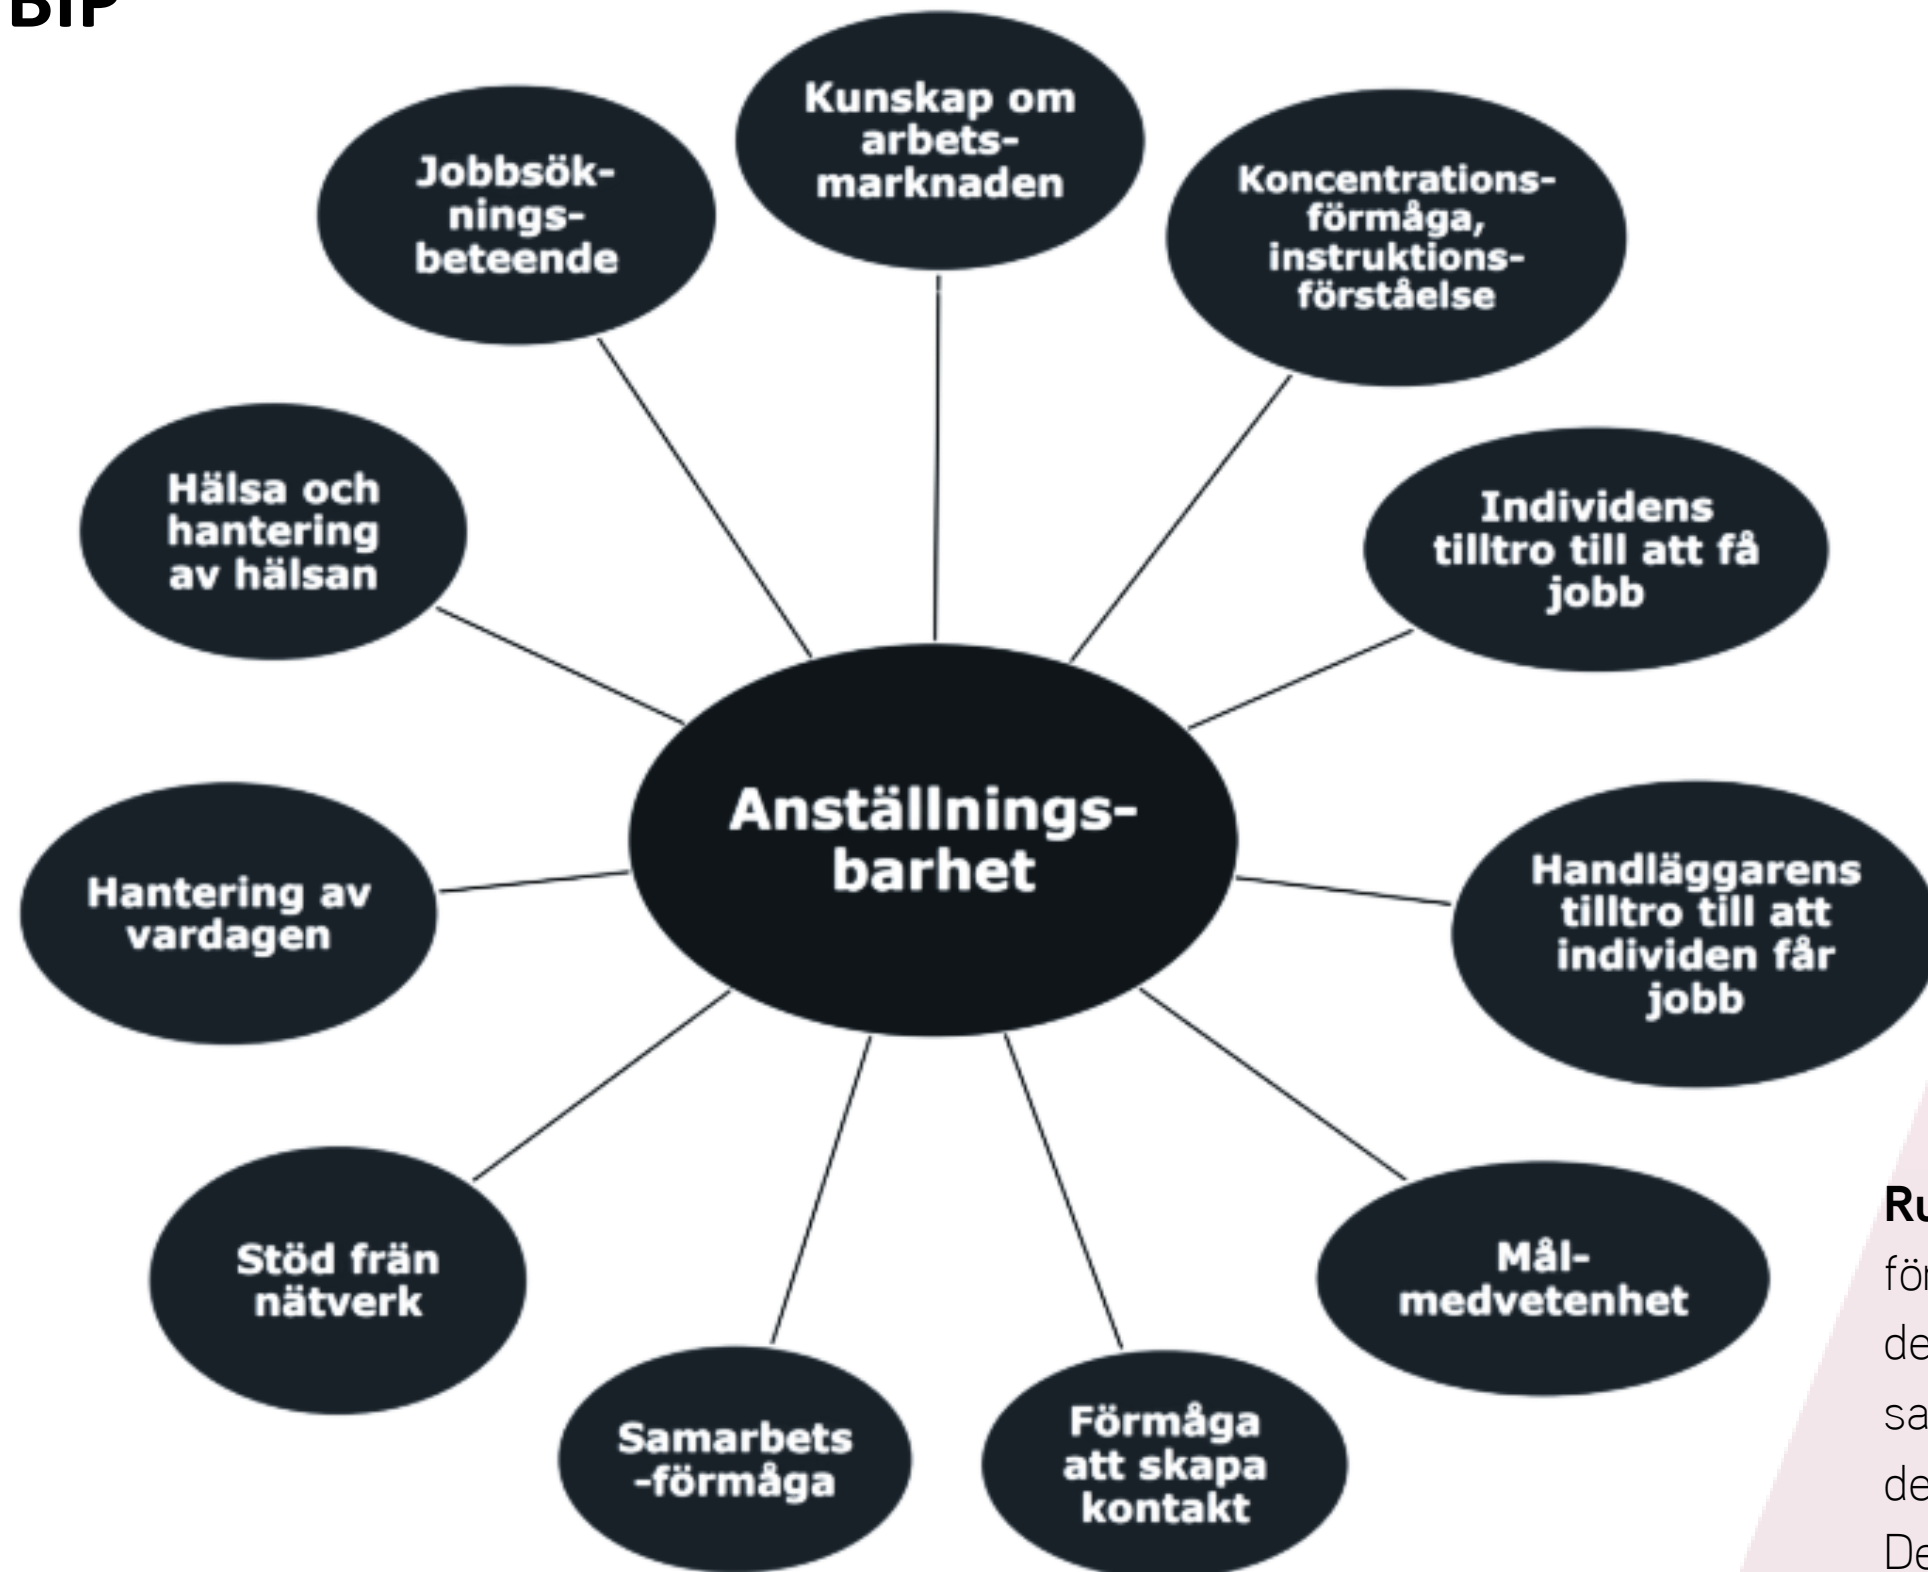 BIP
Kunskap om
arbets-
marknaden
Jobbsök-
nings-
beteende
Koncentrations-
förmåga,
instruktions-
förståelse
Hälsa och
hantering
av hälsan
Individens
tilltro till att få
jobb
Anställnings-
barhet
Hantering av
vardagen
Handläggarens
tilltro till att
individen får
jobb
Stöd frän
nätverk
Mål-
medvetenhet
Samarbets
-förmåga
Förmåga
att skapa
kontakt